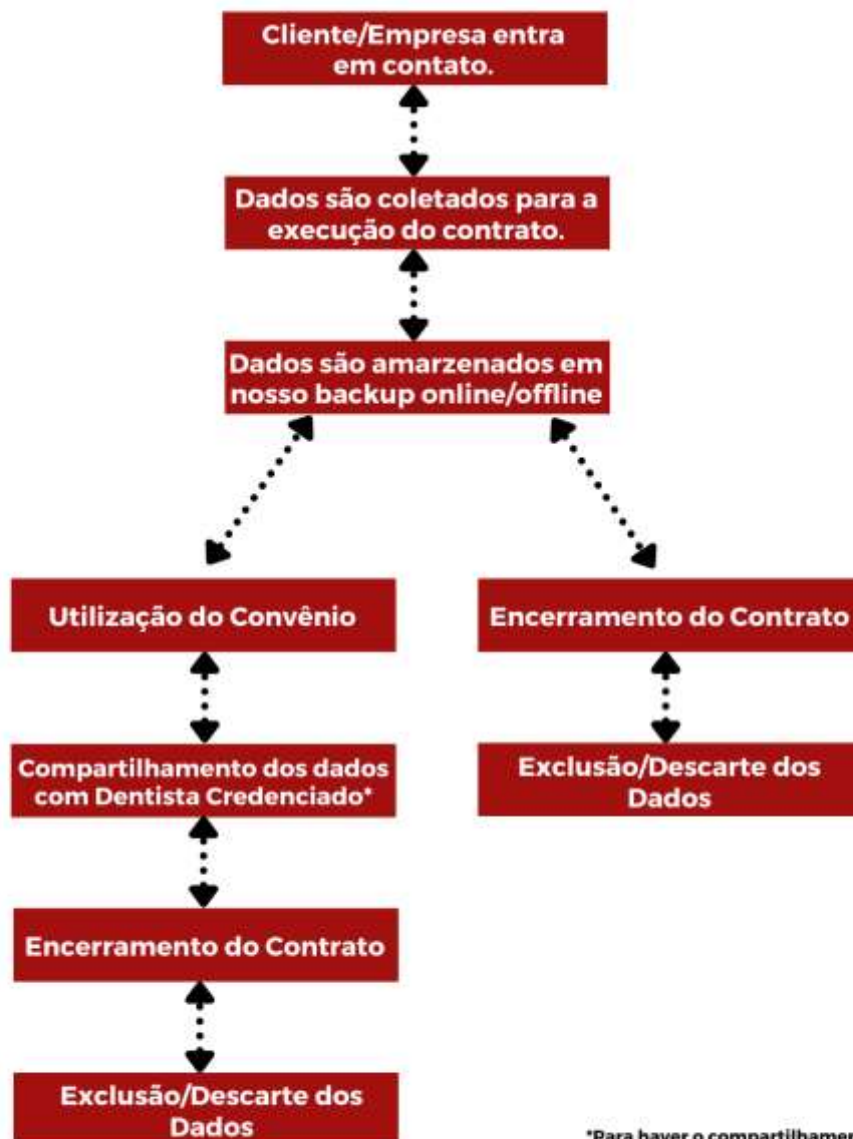 Cliente/Empresa entra
em contato.
Dados são coletados para a
execução do contrato.
Dados são amarzenados em
nosso backup online/offline
Utilização do Convênio
Encerramento do Contrato
Compartilhamento dos dados
com Dentista Credenciado*
Exclusão/Descarte dos
Dados
Encerramento do Contrato
Exclusão/Descarte dos
Dados
*Para haver o